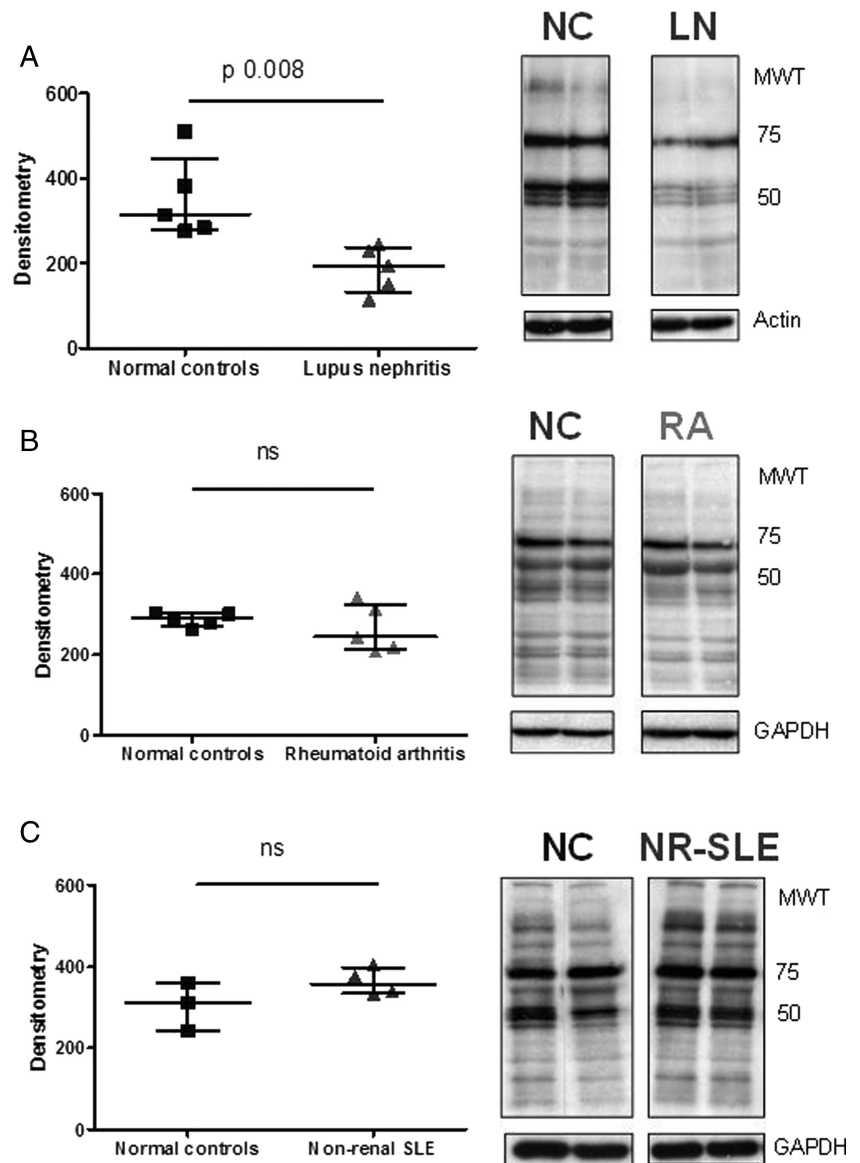 A
p 0.008
600
400
200
0
Densitometry
Normal controls Lupus nephritis
NC LN
MWT
75
50
Actin
B
ns
600
400
200
0
Densitometry
Normal controls Rheumatoid arthritis
NC RA
MWT
75
50
GAPDH
C
ns
600
400
200
0
Densitometry
Normal controls Non-renal SLE
NC NR-SLE
MWT
75
50
GAPDH